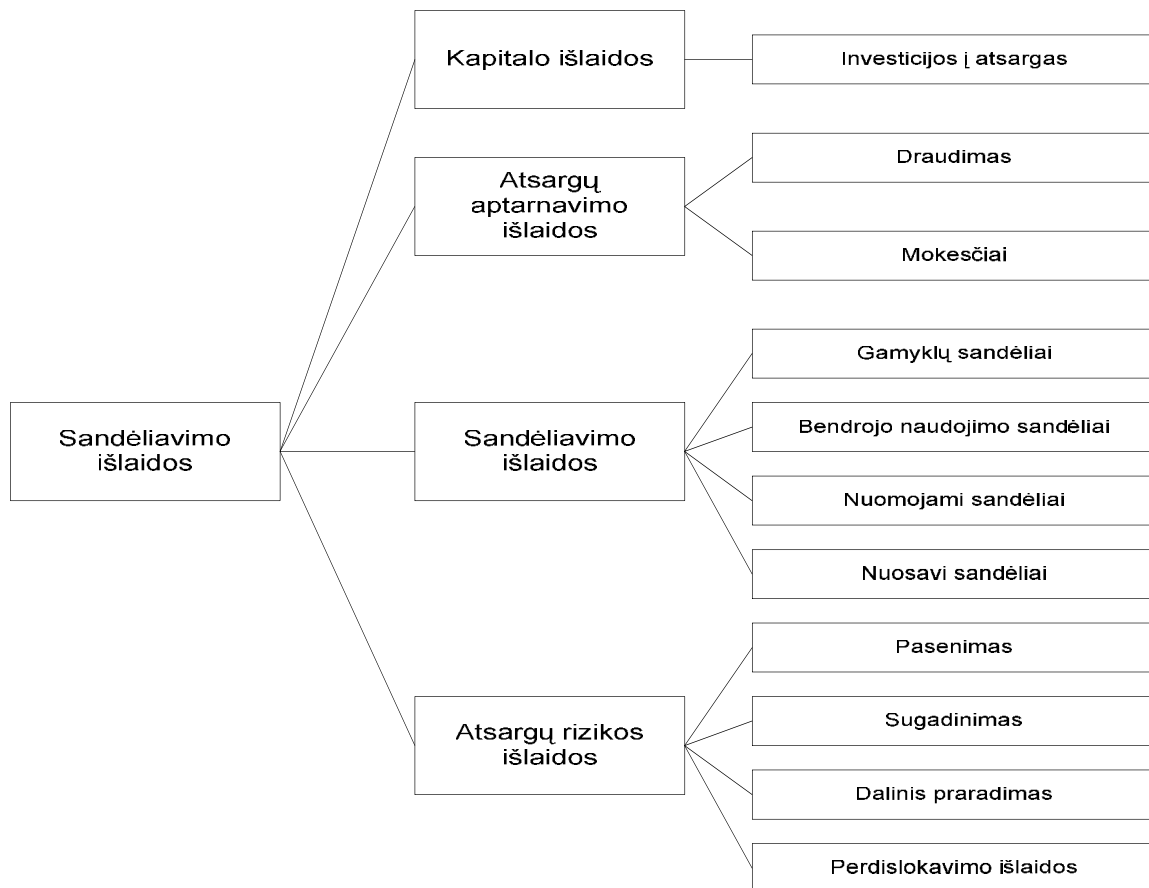 Kapitalo išlaidos
Investicijos į atsargas
Atsargų
aptarnavimo
išlaidos
Draudimas
Mokesčiai
Sandėliavimo
išlaidos
Sandėliavimo
išlaidos
Gamyklų sandėliai
Bendrojo naudojimo sandėliai
Nuomojami sandėliai
Nuosavi sandėliai
Atsargų rizikos
išlaidos
Pasenimas
Sugadinimas
Dalinis praradimas
Perdislokavimo išlaidos